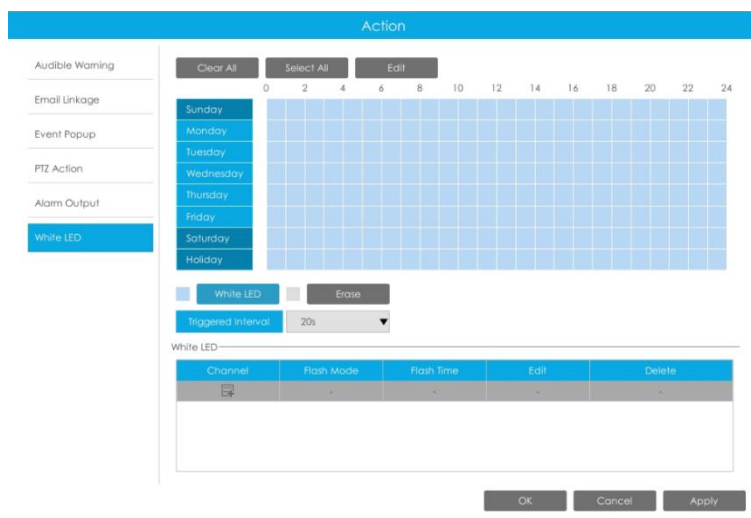 Action
Audible Warning
Email Linkage
Event Popup
PTZ Action
Alarm Output
White LED
Clear All Select All Edit
0 2 4 6 8 10 12 14 16 18 20 22 24
Sunday
Monday
Tuesday
Wednesday
Thursday
Friday
Saturday
Holiday
White LED Erase
Triggered Interval 20s
White LED
Channel Flash Mode Flash Time Edit Delete
- - - -
OK Cancel Apply